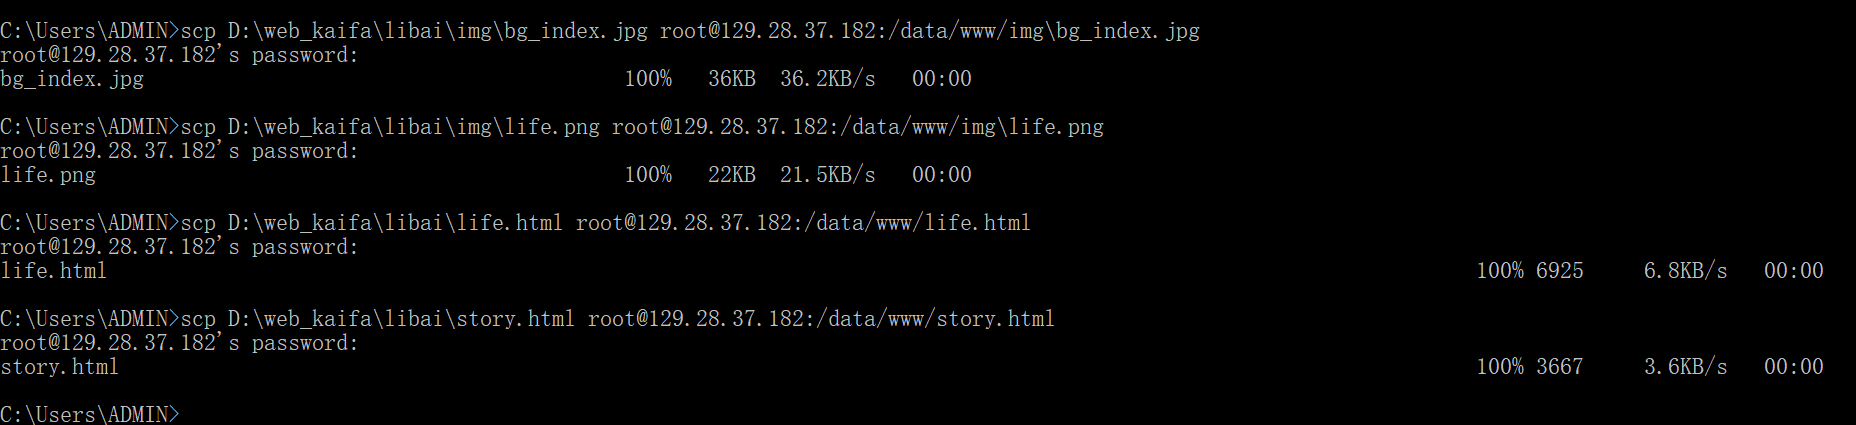 C:\Users\ADMIN>scp D:\web_kaifa\libai\img\bg_index.jpg root@129.28.37.182:/data/www/img\bg_index.jpg
root@129.28.37.182's password:
bg_index.jpg 100% 36KB 36.2KB/s 00:00
C:\Users\ADMIN>scp D:\web_kaifa\libai\img\life.png root@129.28.37.182:/data/www/img\life.png
root@129.28.37.182's password:
life.png 100% 22KB 21.5KB/s 00:00
C:\Users\ADMIN>scp D:\web_kaifa\libai\life.html root@129.28.37.182:/data/www/life.html
root@129.28.37.182's password:
life.html 100% 6925 6.8KB/s 00:00
C:\Users\ADMIN>scp D:\web_kaifa\libai\story.html root@129.28.37.182:/data/www/story.html
root@129.28.37.182's password:
story.html 100% 3667 3.6KB/s 00:00
C:\Users\ADMIN>